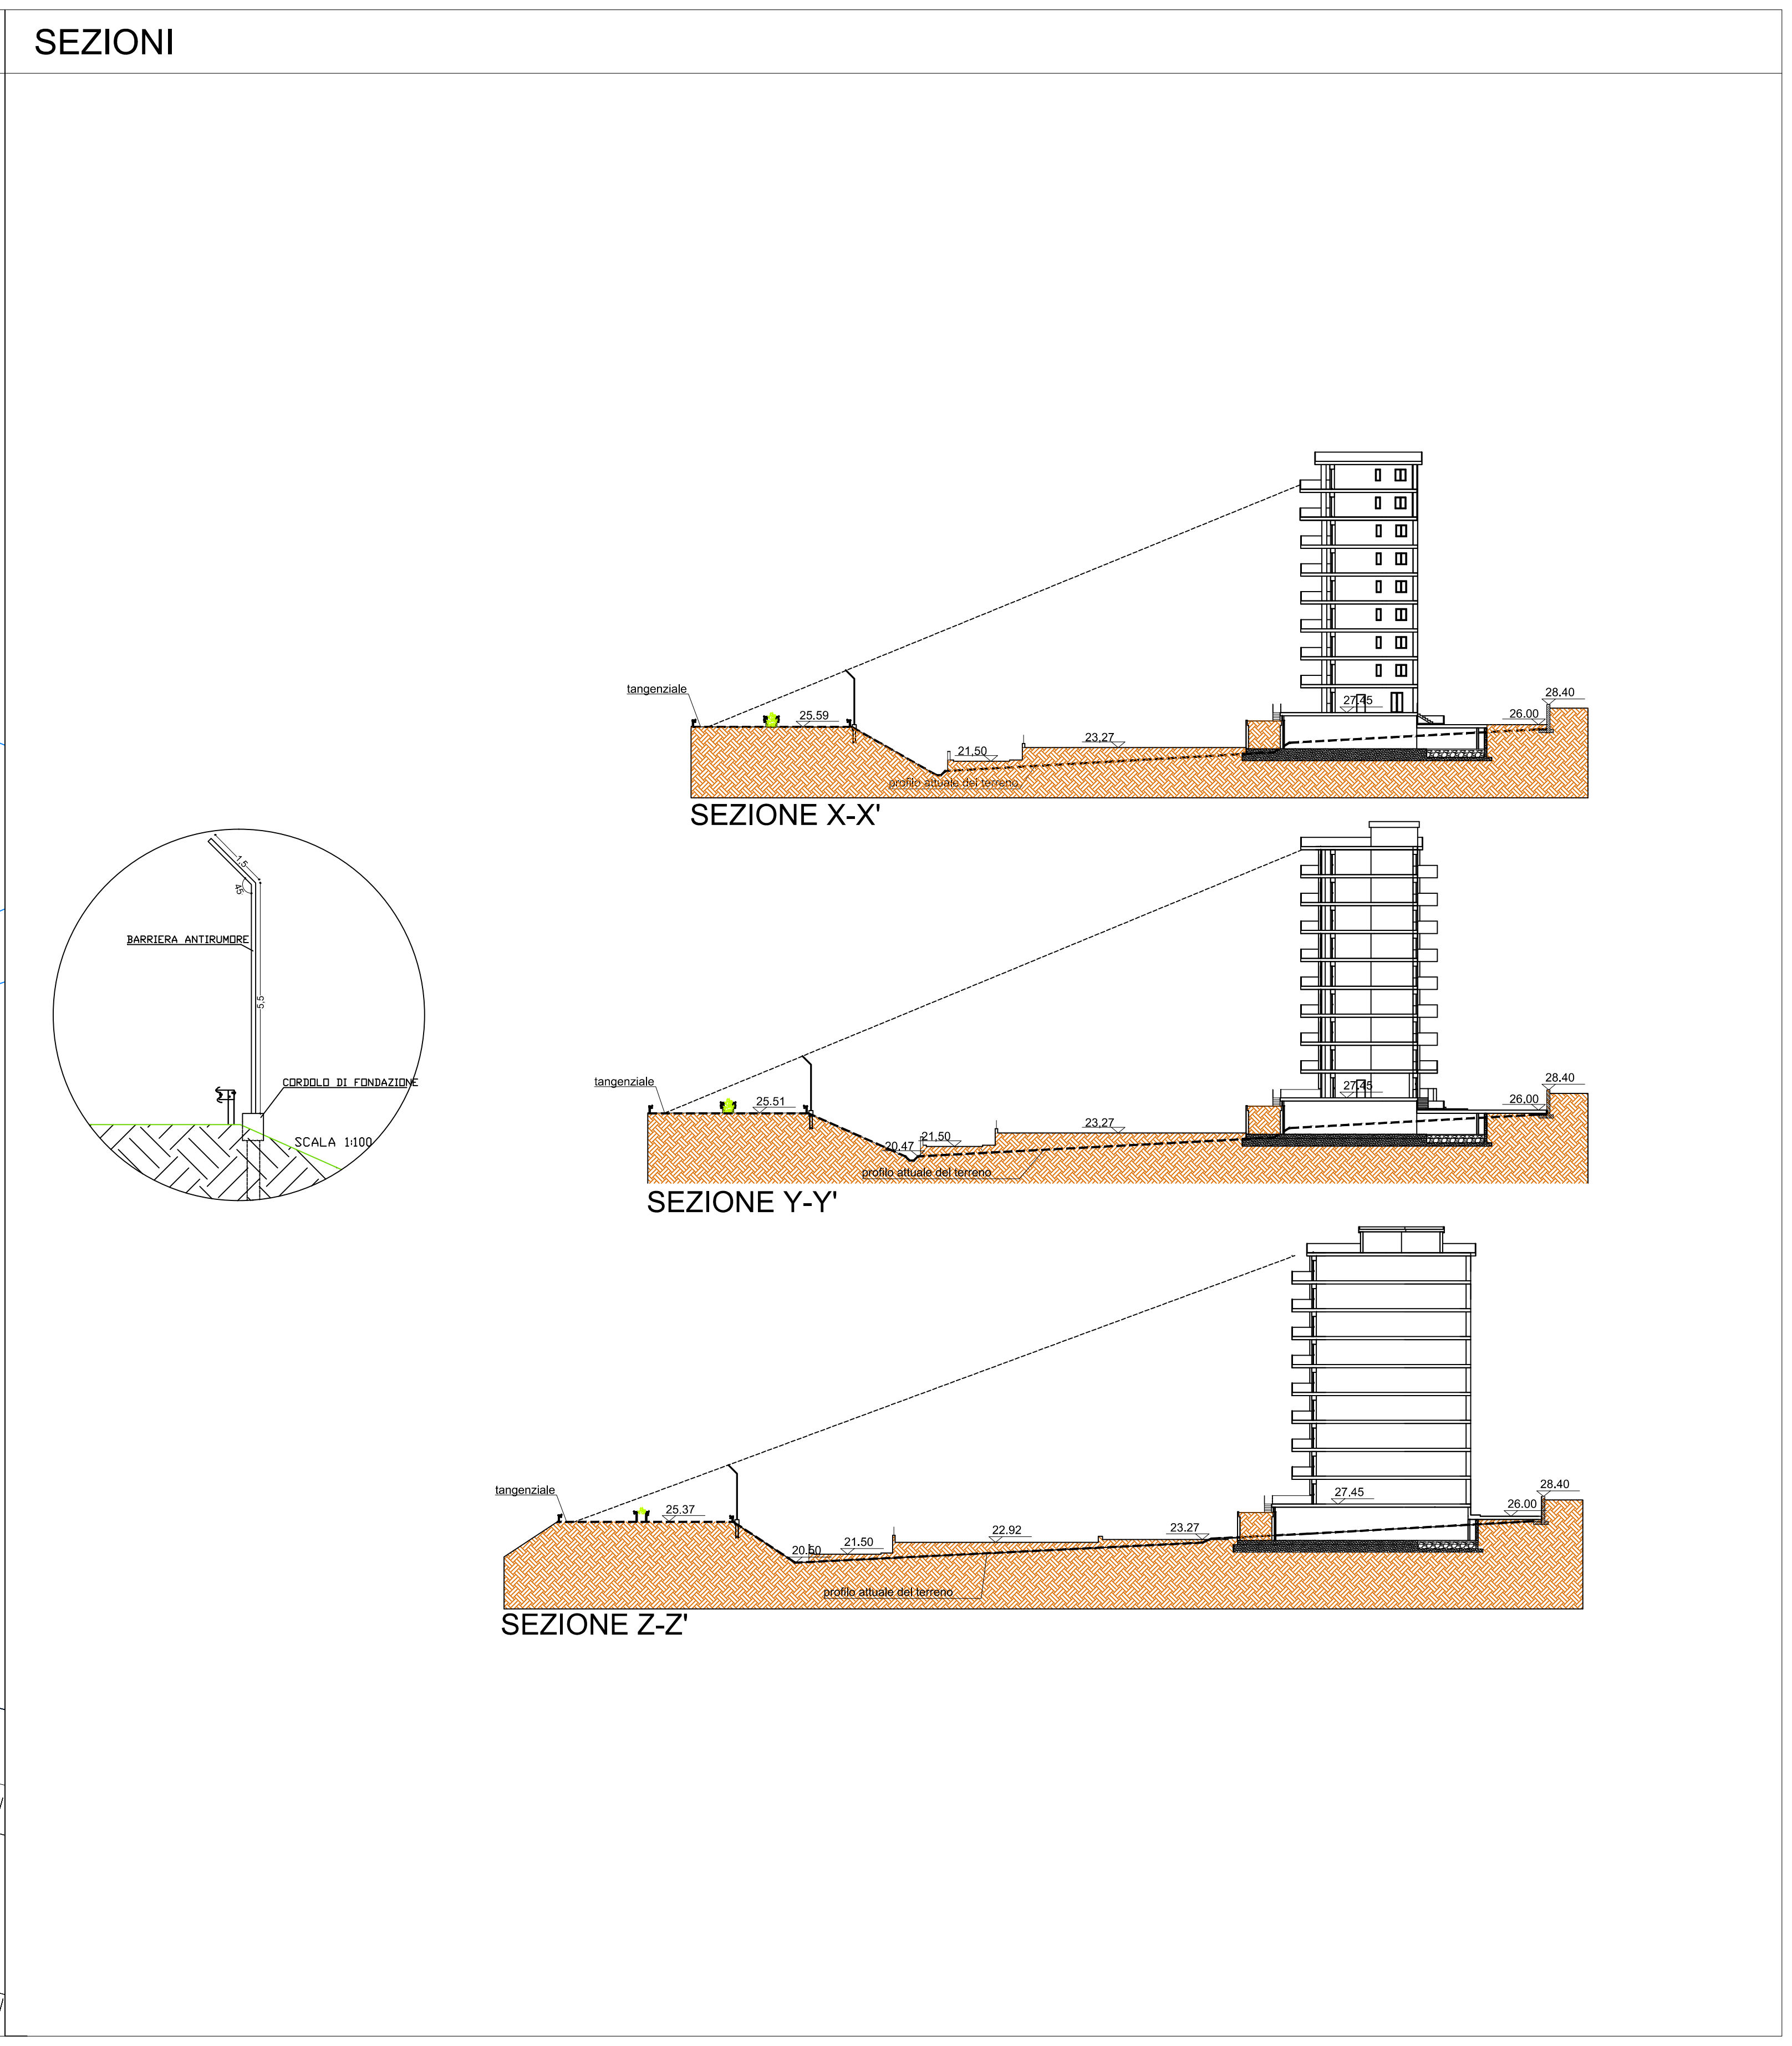 SEZIONI
tangenziale
25.59
21.50
23.27
27.45
26.00
28.40
profilo attuale del terreno
SEZIONE X-X'
1,5
45
BARRIERA ANTIRUMORE
5,5
CORDOLO DI FONDAZIONE
SCALA 1:100
tangenziale
25.51
20.47
21.50
23.27
27.45
26.00
28.40
profilo attuale del terreno
SEZIONE Y-Y'
tangenziale
25.37
20.60
21.50
22.92
23.27
27.45
26.00
28.40
profilo attuale del terreno
SEZIONE Z-Z'